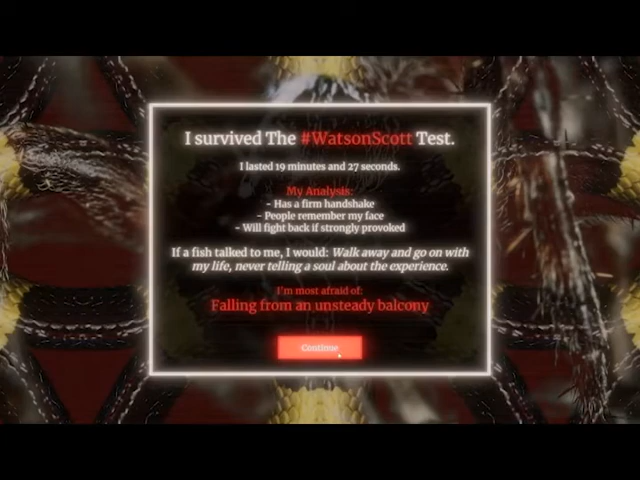 I survived The #WatsonScott Test.
I lasted 19 minutes and 27 seconds.
My Analysis:
- Has a firm handshake
- People remember my face
- Will fight back if strongly provoked
If a fish talked to me, I would: Walk away and go on with
my life, never telling a soul about the experience.
I'm most afraid of:
Falling from an unsteady balcony
Continue